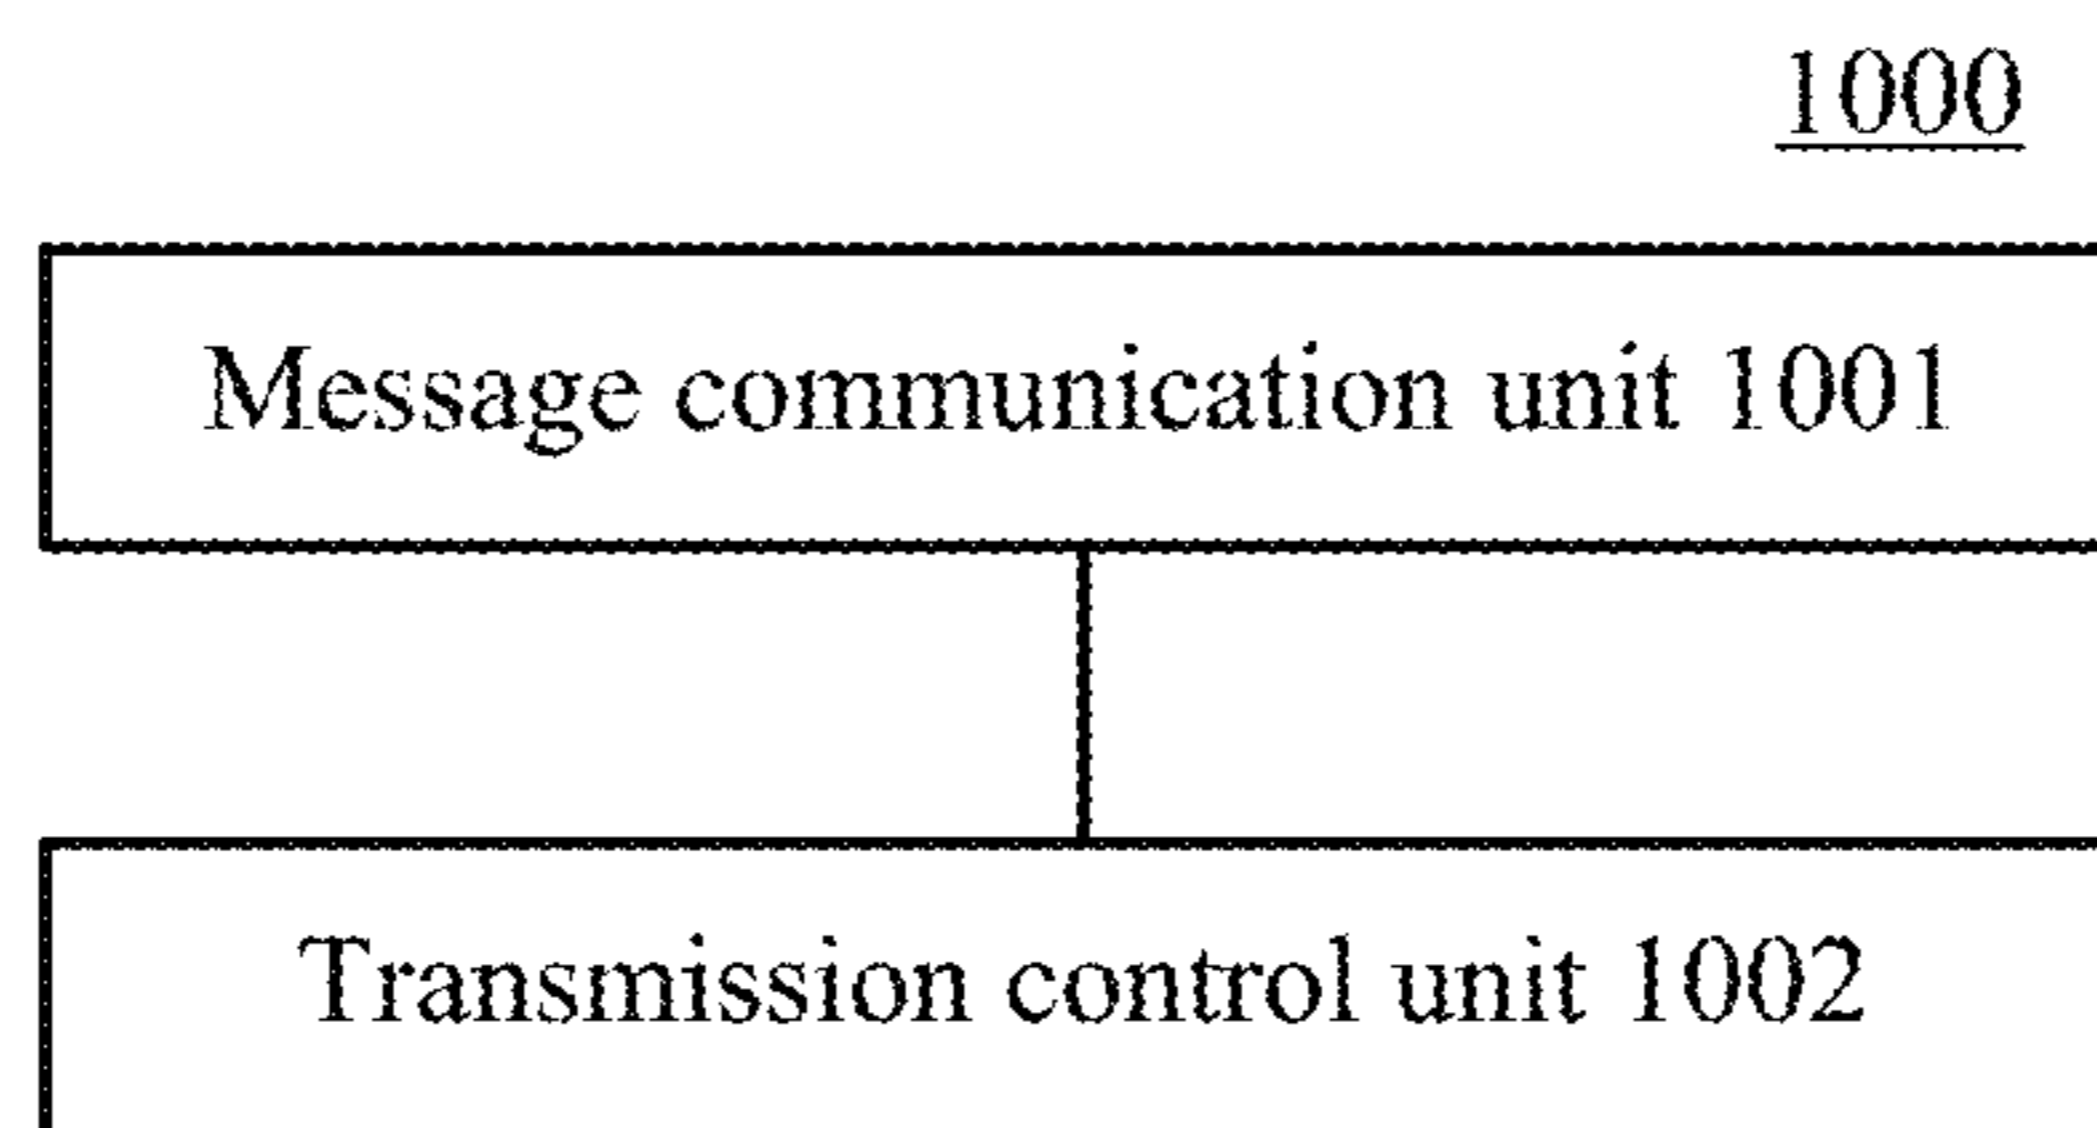 1000
Message communication unit 1001
Transmission control unit 1002